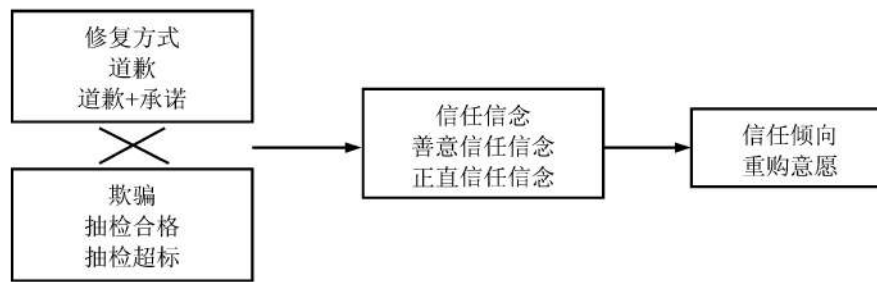 修复方式
道歉
道歉+承诺
欺骗
抽检合格
抽检超标
信任信念
善意信任信念
正直信任信念
信任倾向
重购意愿